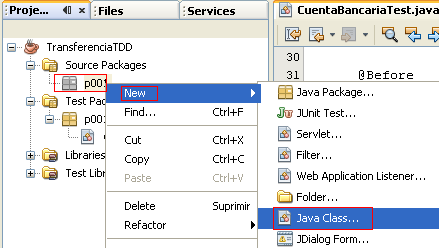 Proje...
Files
Services
CuentaBancariaTest.java
TransferenciaTDD
Source Packages
p001
Test Pac
p00
Libraries
Test Libr
New
Find...
Ctrl+F
Cut
Ctrl+X
Copy
Ctrl+C
Paste
Ctrl+V
Delete
Suprimir
Refactor
30
31
@Before
Java Package...
JUnit Test...
Servlet...
Filter...
Web Application Listener...
Folder...
Java Class...
JDialog Form...